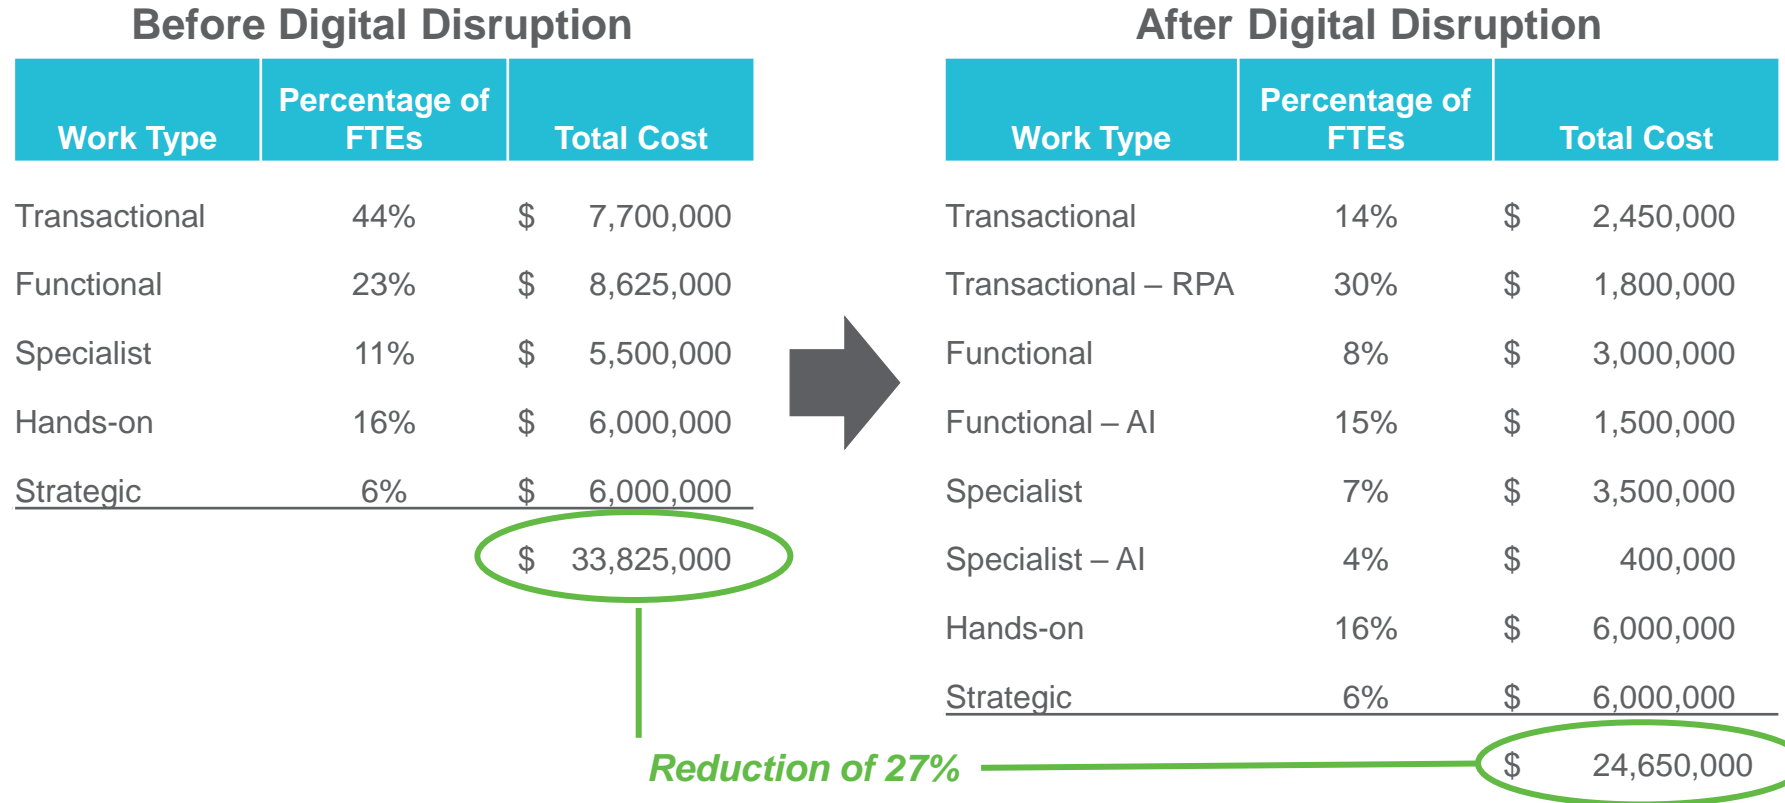 Before Digital Disruption
Work Type Percentage of FTEs Total Cost
Transactional 44% $ 7,700,000
Functional 23% $ 8,625,000
Specialist 11% $ 5,500,000
Hands-on 16% $ 6,000,000
Strategic 6% $ 6,000,000
$ 33,825,000
After Digital Disruption
Work Type Percentage of FTEs Total Cost
Transactional 14% $ 2,450,000
Transactional – RPA 30% $ 1,800,000
Functional 8% $ 3,000,000
Functional – AI 15% $ 1,500,000
Specialist 7% $ 3,500,000
Specialist – AI 4% $ 400,000
Hands-on 16% $ 6,000,000
Strategic 6% $ 6,000,000
$ 24,650,000
Reduction of 27%